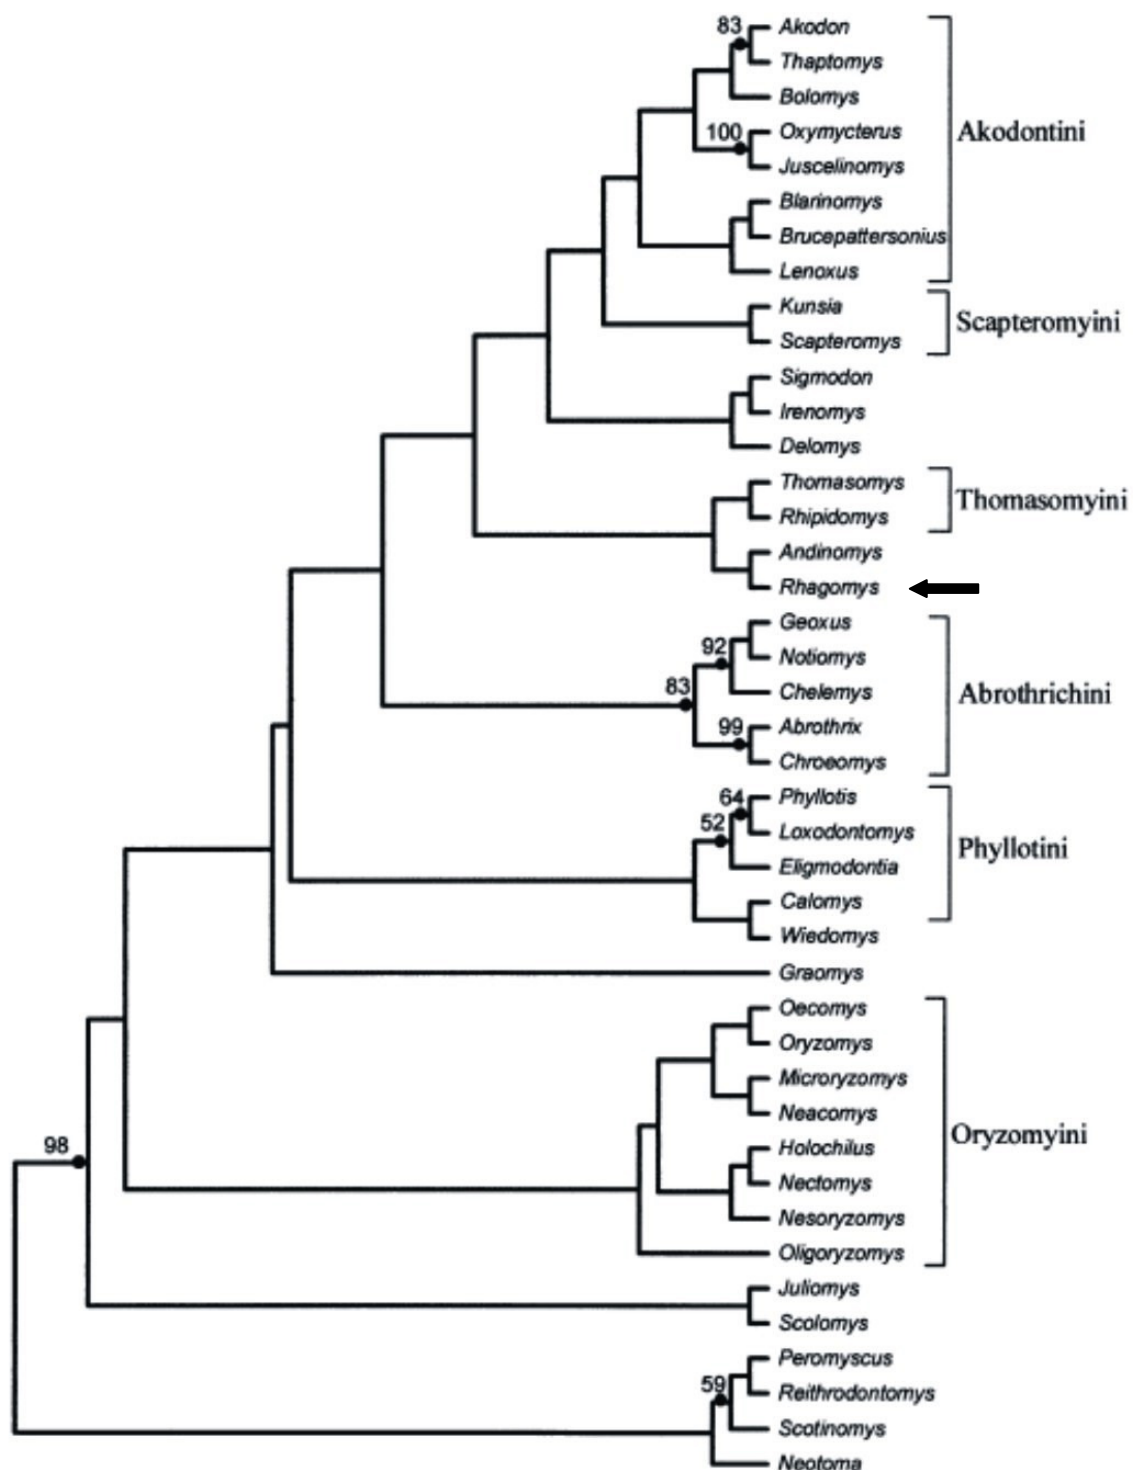 83
Akodon
Thaptomys
Bolomys
100
Oxymycterus
Juscelinomys
Akodontini
Blarinomys
Brucepattersonius
Lenoxus
Kunsia
Scapteromys
Scapteromyini
Sigmodon
Irenomys
Delomys
Thomasomys
Rhipidomys
Thomasomyini
Andinomys
Rhagomys
Geoxus
92
Notiomys
83
Chelemys
Abrothrichini
99
Abrothrix
Chroeomys
64
Phyllotis
52
Loxodontomys
Eligmodontia
Phyllotini
Calomys
Wiedomys
Graomys
Oecomys
Oryzomys
Microryzomys
Neacomys
Oryzomyini
98
Holochilus
Nectomys
Nesoryzomys
Oligoryzomys
Juliomys
Scolomys
Peromyscus
59
Reithrodontomys
Scotinomys
Neotoma